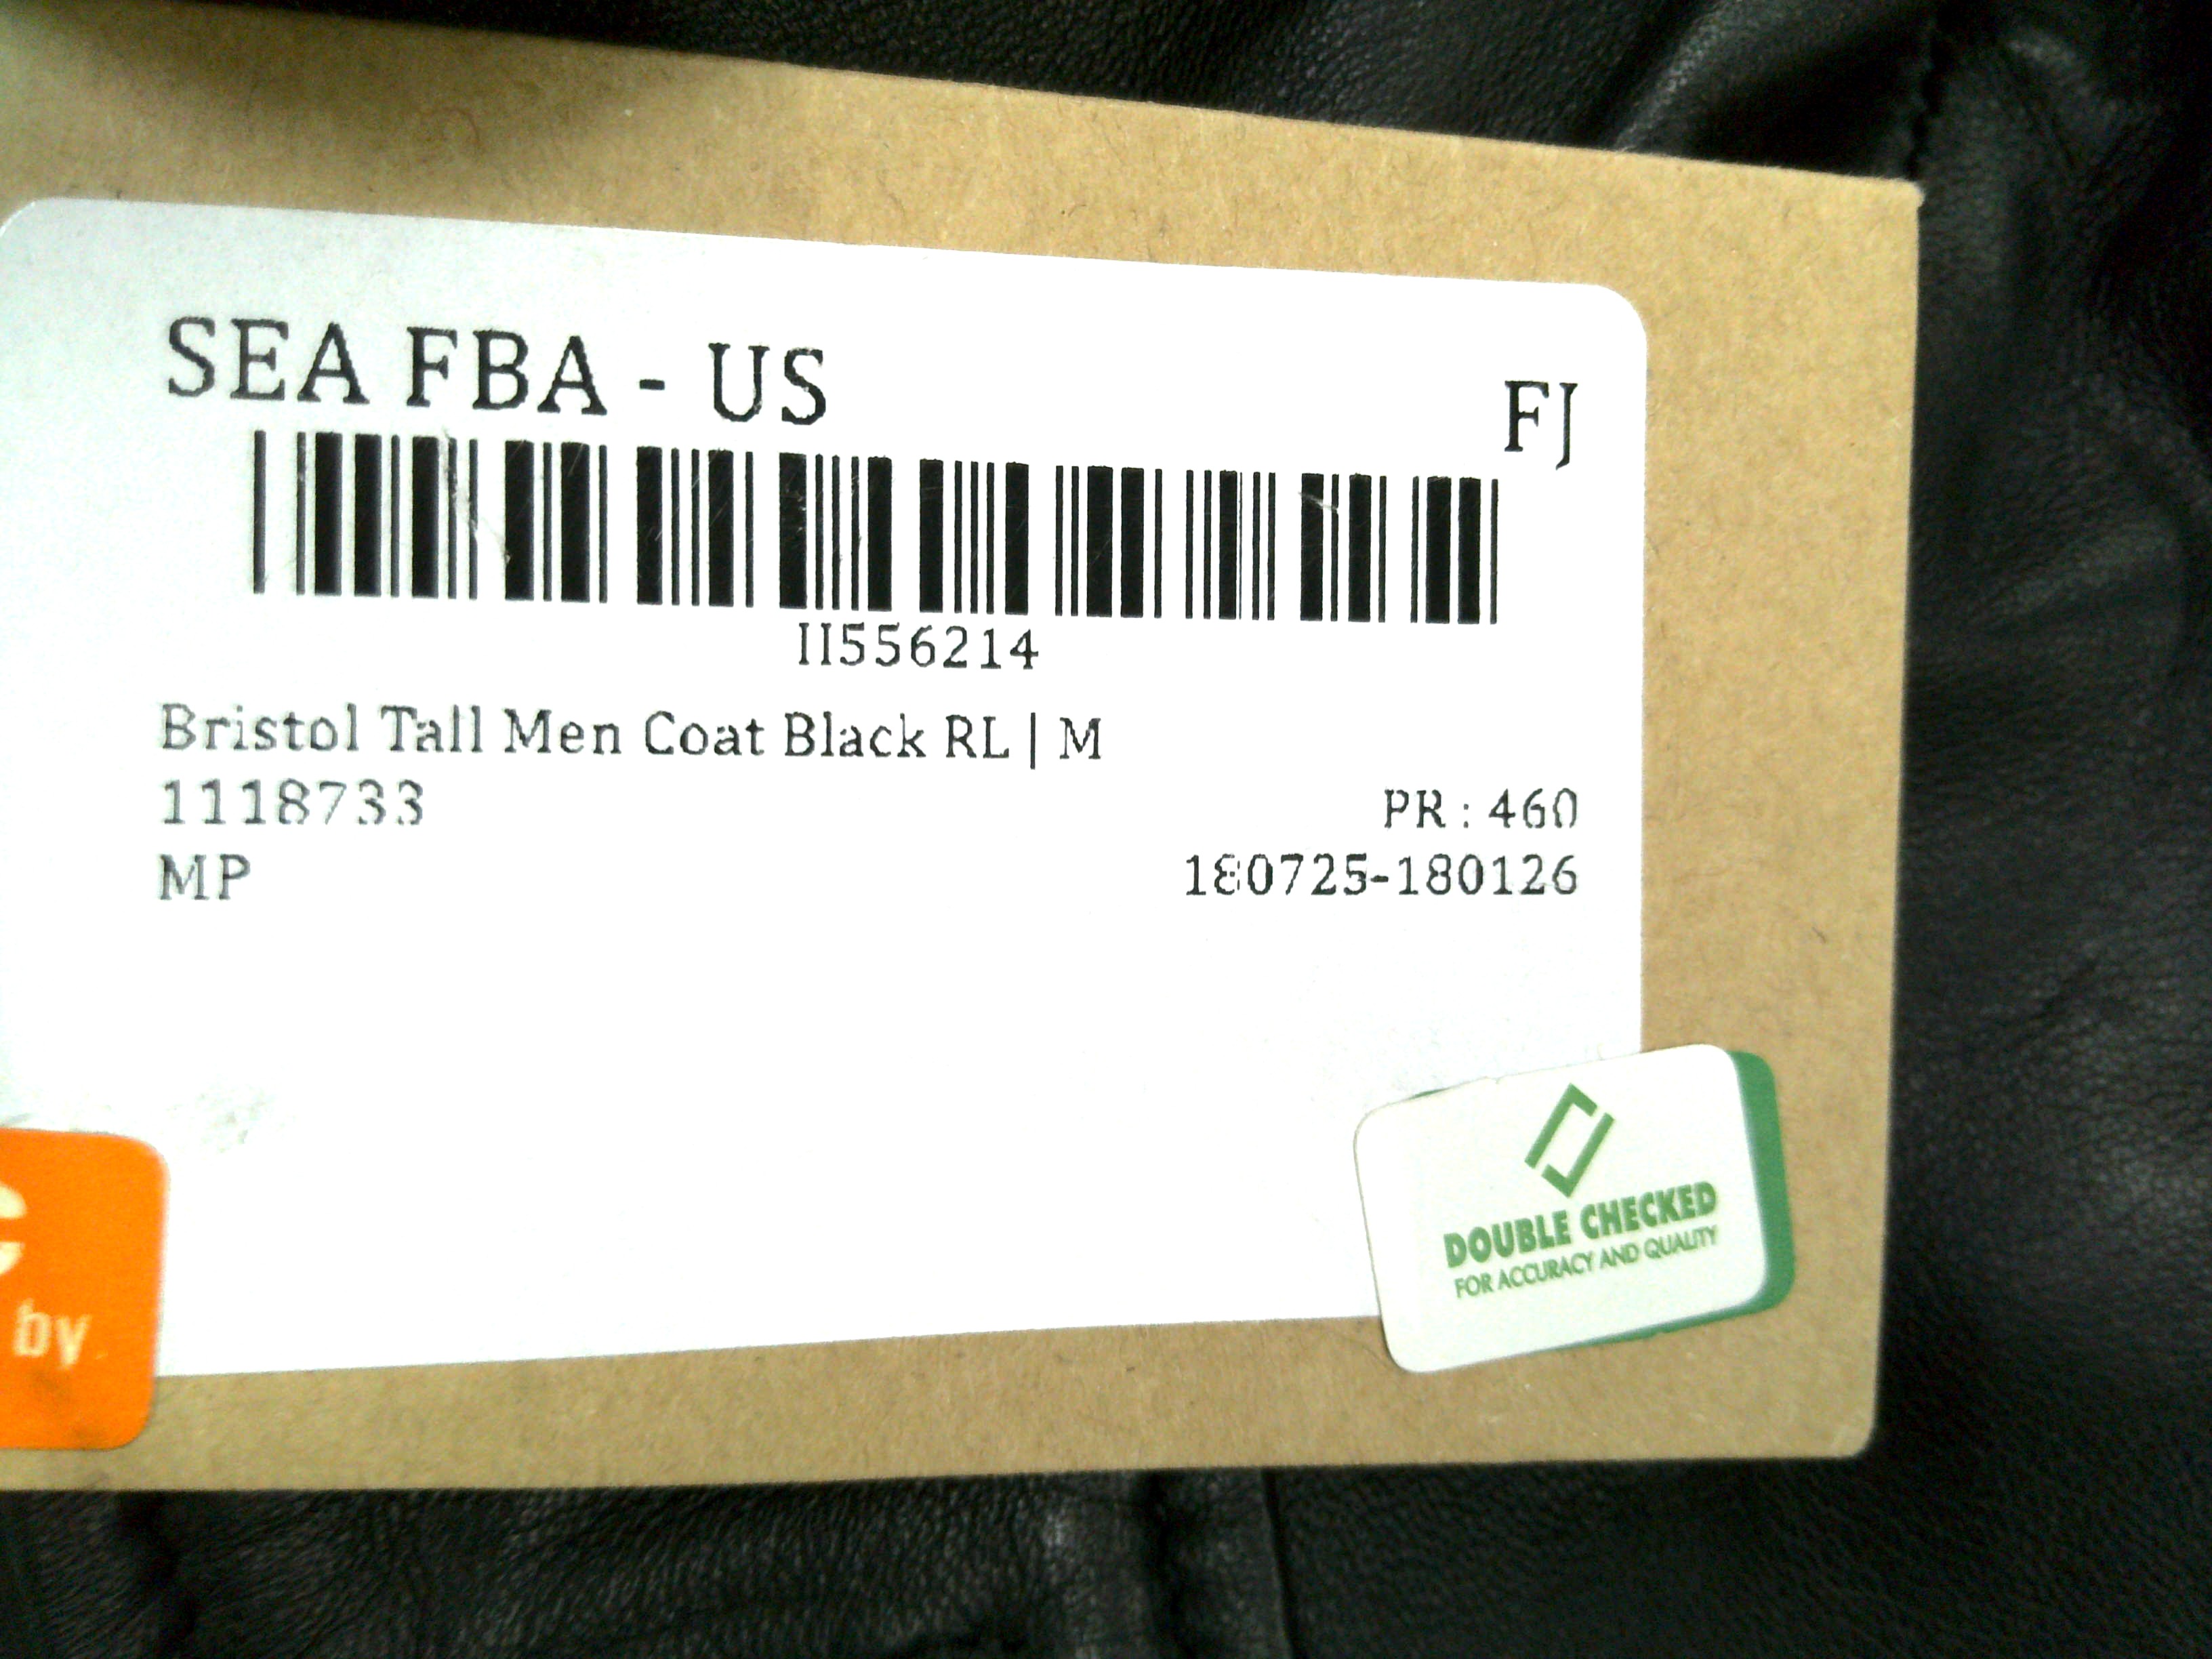 SEA FBA - US
FJ
II556214
Bristol Tall Men Coat Black RL | M
1118733
PR : 460
MP
180725-180126
by
DOUBLE CHECKED
FOR ACCURACY AND QUALITY